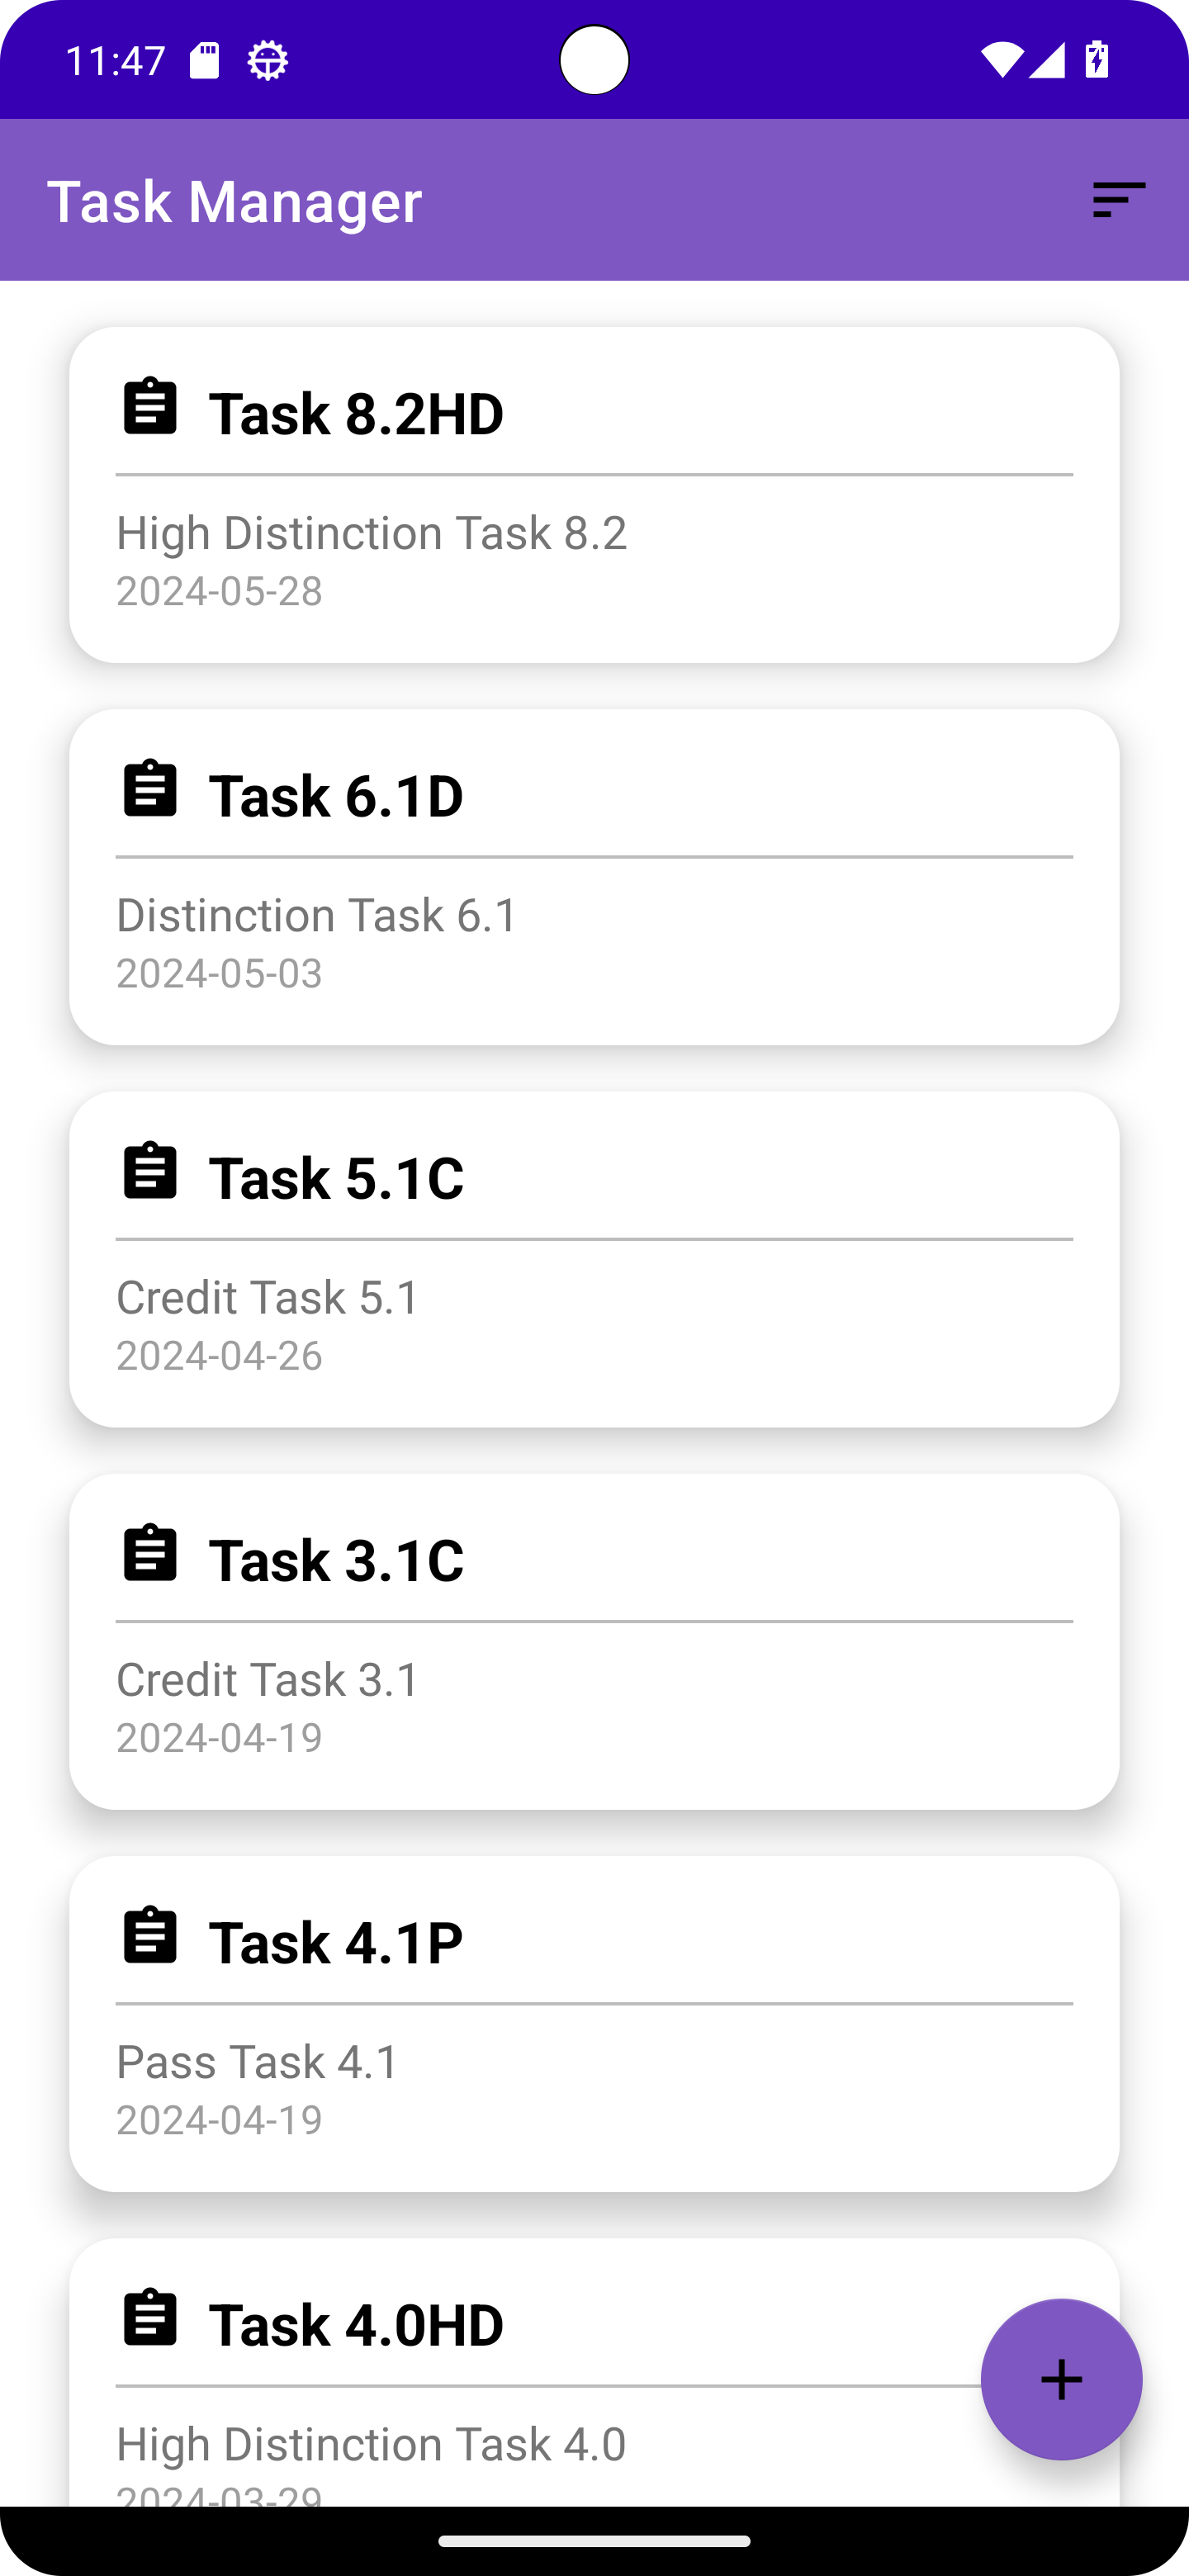 11:47
Task Manager
Task 8.2HD
High Distinction Task 8.2
2024-05-28
Task 6.1D
Distinction Task 6.1
2024-05-03
Task 5.1C
Credit Task 5.1
2024-04-26
Task 3.1C
Credit Task 3.1
2024-04-19
Task 4.1P
Pass Task 4.1
2024-04-19
Task 4.0HD
High Distinction Task 4.0
2024-03-29